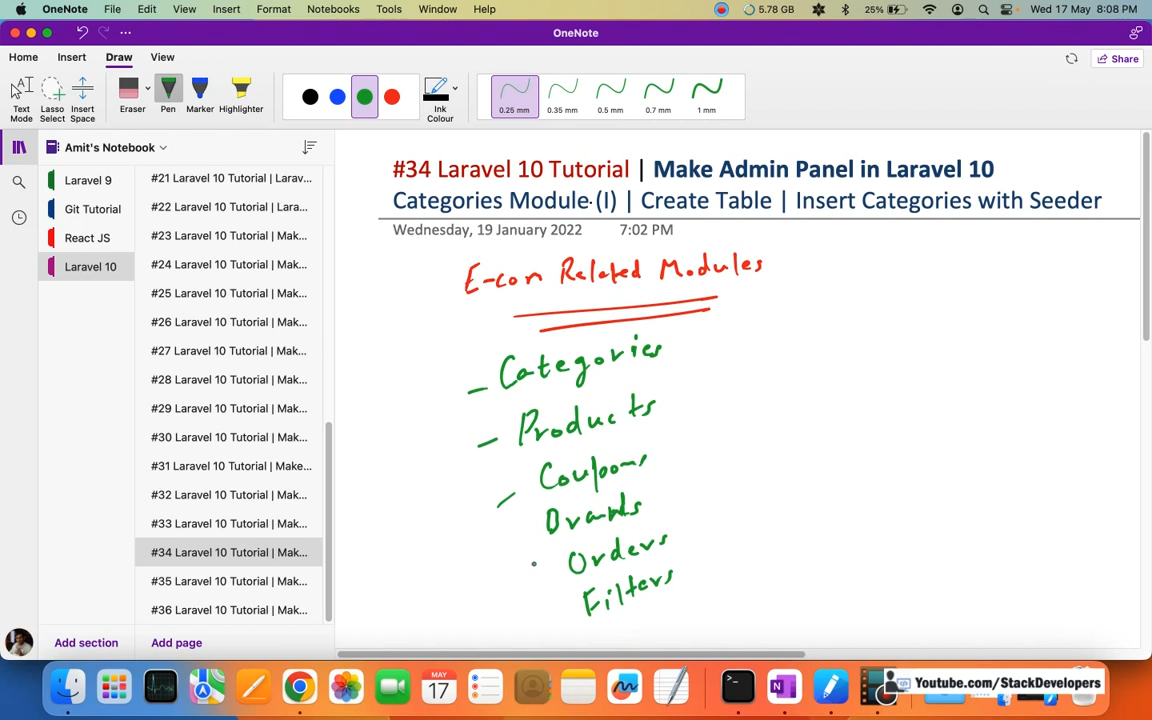 OneNote File Edit View Insert Format Notebooks Tools Window Help 5.78 GB 25% Wed 17 May 8:08 PM
OneNote
Home Insert Draw View Share
Text Mode Lasso Select Insert Space Eraser Pen Marker Highlighter Ink Colour 0.25 mm 0.35 mm 0.5 mm 0.7 mm 1 mm
Amit's Notebook
Laravel 9
Git Tutorial
React JS
Laravel 10
#21 Laravel 10 Tutorial | Larav...
#22 Laravel 10 Tutorial | Lara...
#23 Laravel 10 Tutorial | Mak...
#24 Laravel 10 Tutorial | Mak...
#25 Laravel 10 Tutorial | Mak...
#26 Laravel 10 Tutorial | Mak...
#27 Laravel 10 Tutorial | Mak...
#28 Laravel 10 Tutorial | Mak...
#29 Laravel 10 Tutorial | Mak...
#30 Laravel 10 Tutorial | Mak...
#31 Laravel 10 Tutorial | Make...
#32 Laravel 10 Tutorial | Mak...
#33 Laravel 10 Tutorial | Mak...
#34 Laravel 10 Tutorial | Mak...
#35 Laravel 10 Tutorial | Mak...
#36 Laravel 10 Tutorial | Mak...
Add section Add page
#34 Laravel 10 Tutorial | Make Admin Panel in Laravel 10
Categories Module (I) | Create Table | Insert Categories with Seeder
Wednesday, 19 January 2022 7:02 PM
E-com Related Modules
- Categories
- Products
- Coupons
Brands
Orders
Filters
MAY
17
Youtube.com/StackDevelopers